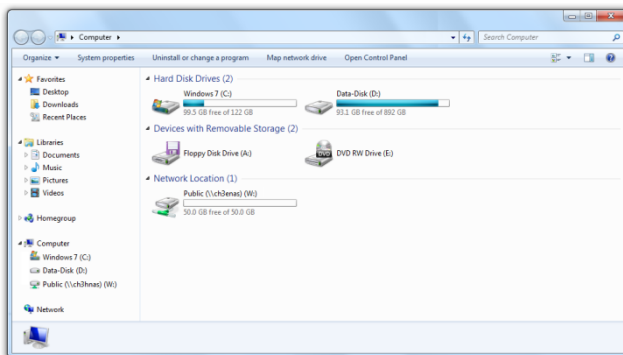 Computer
Search Computer
Organize
System properties
Uninstall or change a program
Map network drive
Open Control Panel
Favorites
Desktop
Downloads
Recent Places
Libraries
Documents
Music
Pictures
Videos
Homegroup
Computer
Windows 7 (C:)
Data-Disk (D:)
Public (\\ch3hnas) (W:)
Network
Hard Disk Drives (2)
Windows 7 (C:)
99.5 GB free of 122 GB
Data-Disk (D:)
93.1 GB free of 892 GB
Devices with Removable Storage (2)
Floppy Disk Drive (A:)
DVD
DVD RW Drive (E:)
Network Location (1)
Public (\\ch3enas) (W:)
50.0 GB free of 50.0 GB